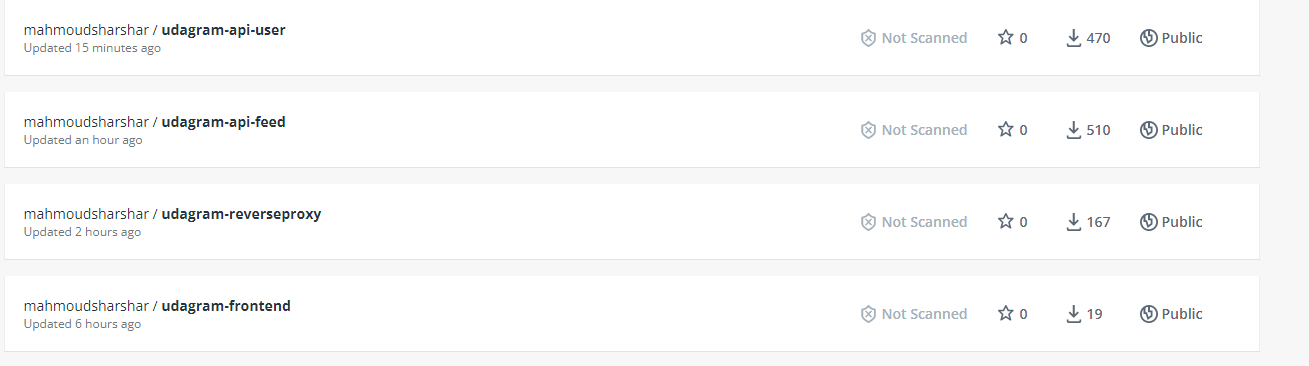 mahmoudsharshar / udagram-api-user Not Scanned 0 470 Public
Updated 15 minutes ago
mahmoudsharshar / udagram-api-feed Not Scanned 0 510 Public
Updated an hour ago
mahmoudsharshar / udagram-reverseproxy Not Scanned 0 167 Public
Updated 2 hours ago
mahmoudsharshar / udagram-frontend Not Scanned 0 19 Public
Updated 6 hours ago